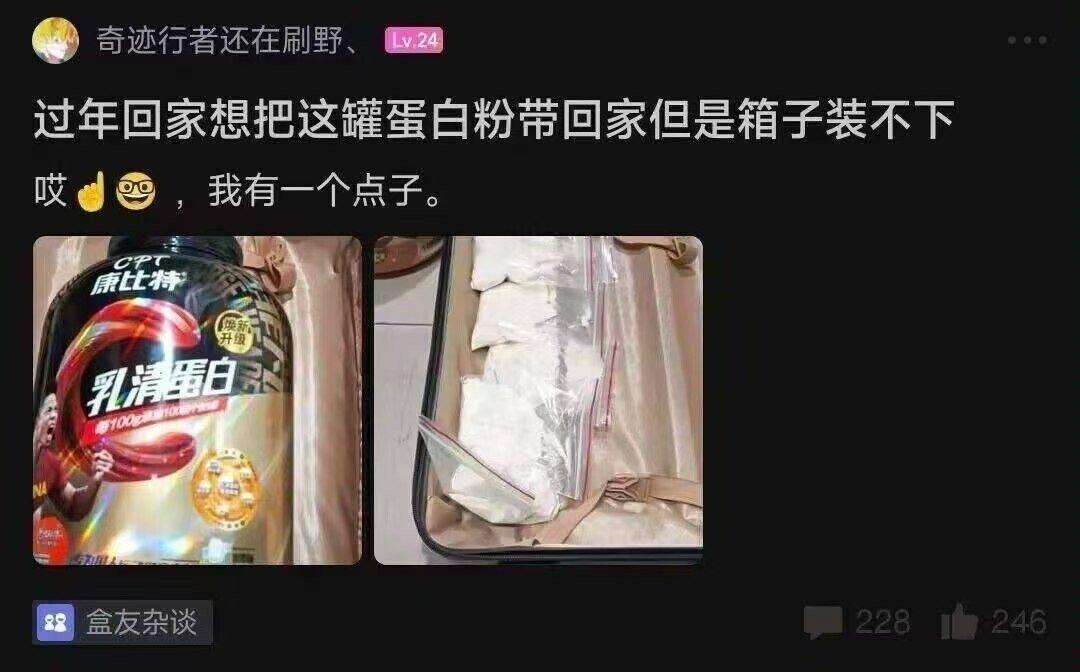 奇迹行者还在刷野、 Lv.24
过年回家想把这罐蛋白粉带回家但是箱子装不下
哎☝️🤓，我有一个点子。
CPT
康比特
焕新
升级
乳清蛋白
盒友杂谈
228
246